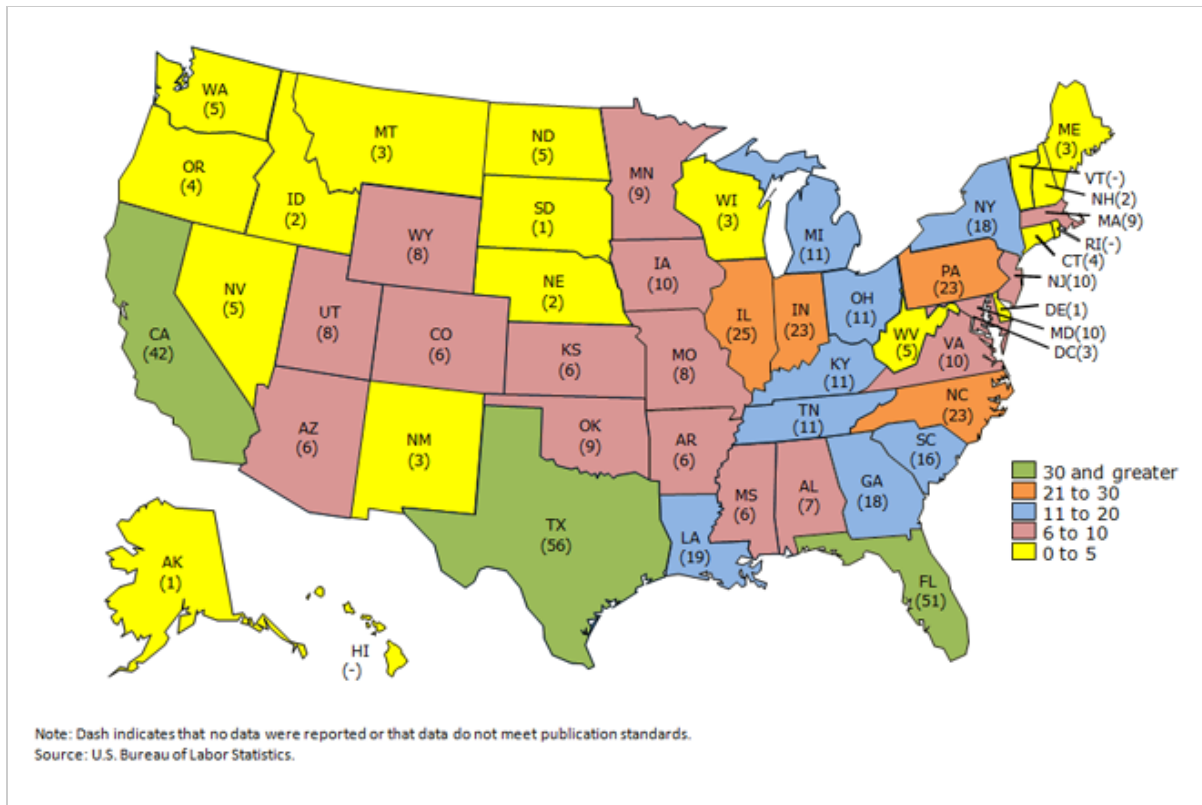 WA
(5)
MT
(3)
ND
(5)
ME
(3)
OR
(4)
ID
(2)
MN
(9)
VT(-)
NH(2)
SD
(1)
WI
(3)
NY
(18)
MA(9)
WY
(8)
MI
(11)
RI(-)
CT(4)
IA
(10)
PA
(23)
NJ(10)
NE
(2)
NV
(5)
UT
(8)
OH
(11)
IL
(25)
IN
(23)
DE(1)
MD(10)
DC(3)
CA
(42)
CO
(6)
WV
(5)
VA
(10)
KS
(6)
MO
(8)
KY
(11)
NC
(23)
TN
(11)
AZ
(6)
NM
(3)
OK
(9)
AR
(6)
SC
(16)
MS
(6)
AL
(7)
GA
(18)
TX
(56)
LA
(19)
FL
(51)
AK
(1)
HI
(-)
30 and greater
21 to 30
11 to 20
6 to 10
0 to 5
Note: Dash indicates that no data were reported or that data do not meet publication standards.
Source: U.S. Bureau of Labor Statistics.